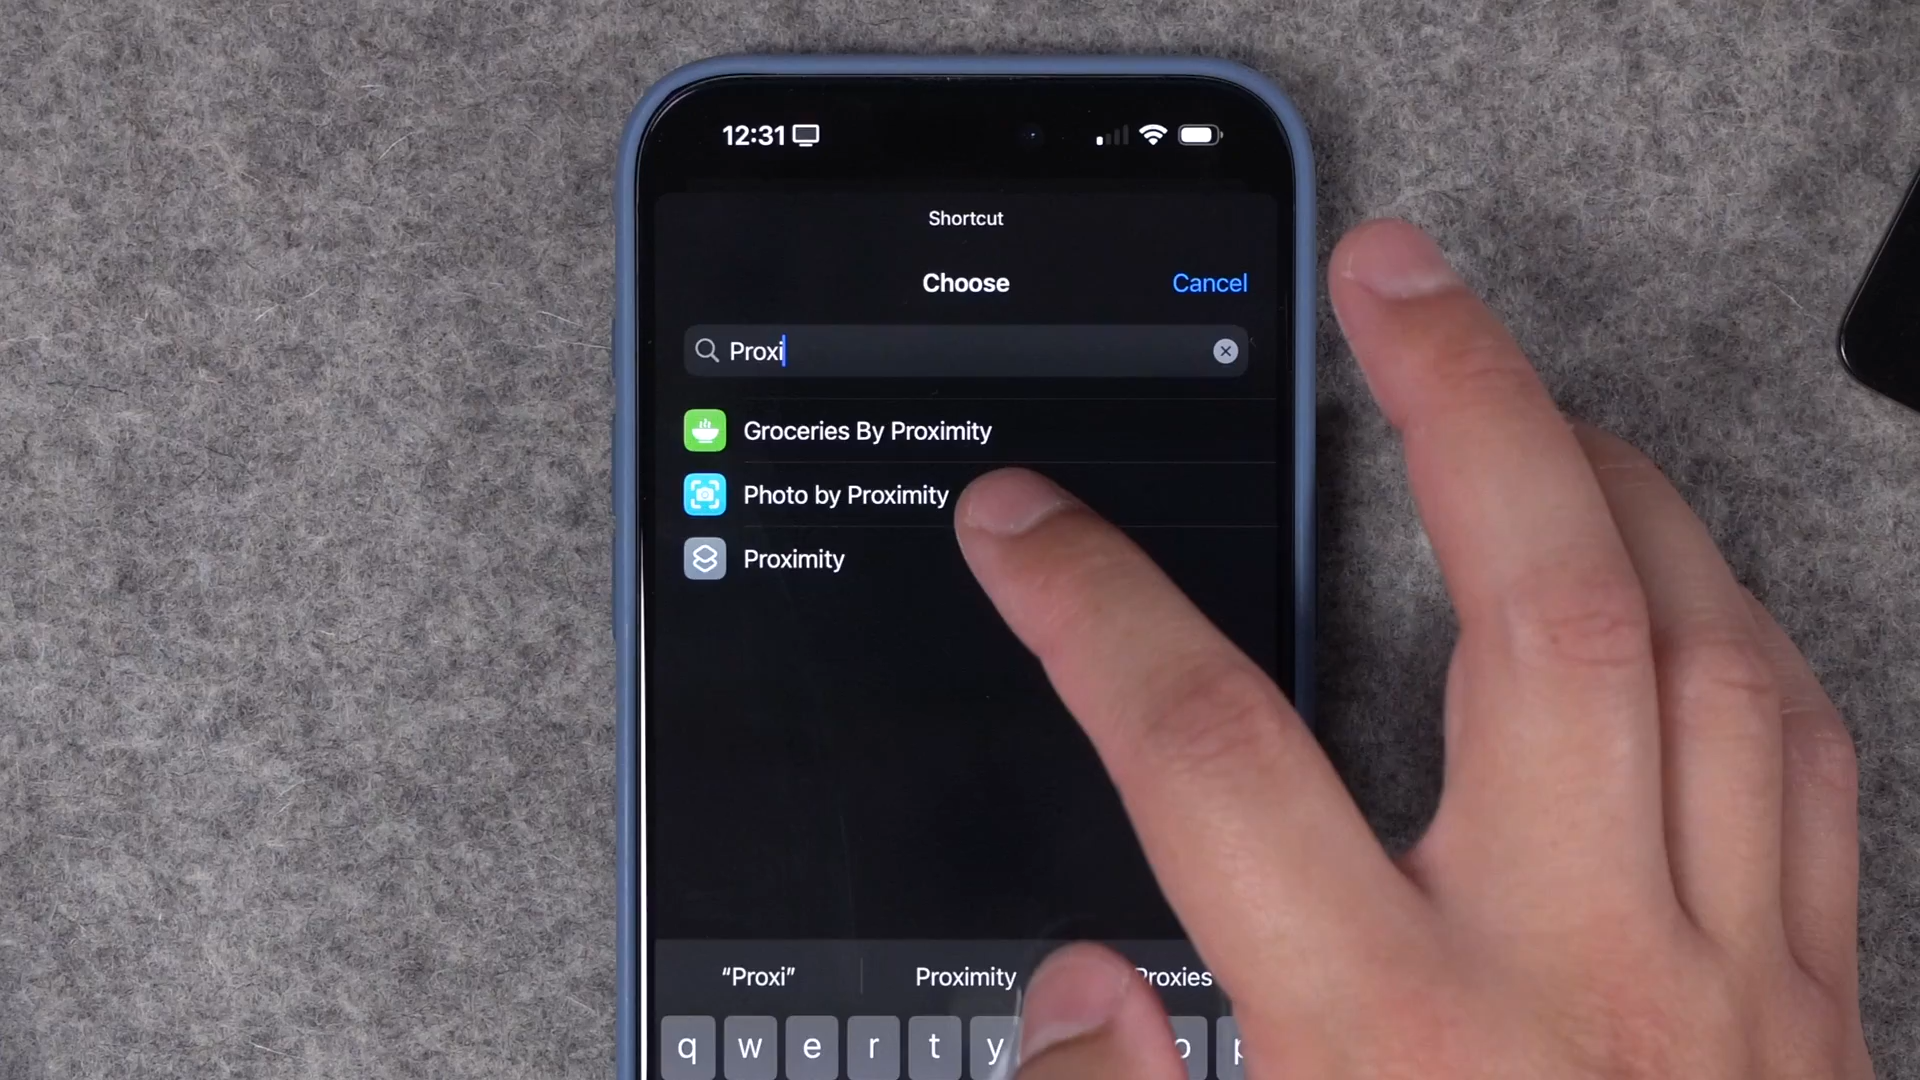 12:31
Shortcut
Choose
Cancel
Proxi
Groceries By Proximity
Photo by Proximity
Proximity
“Proxi” Proximity Proxies
q w e r t y o p